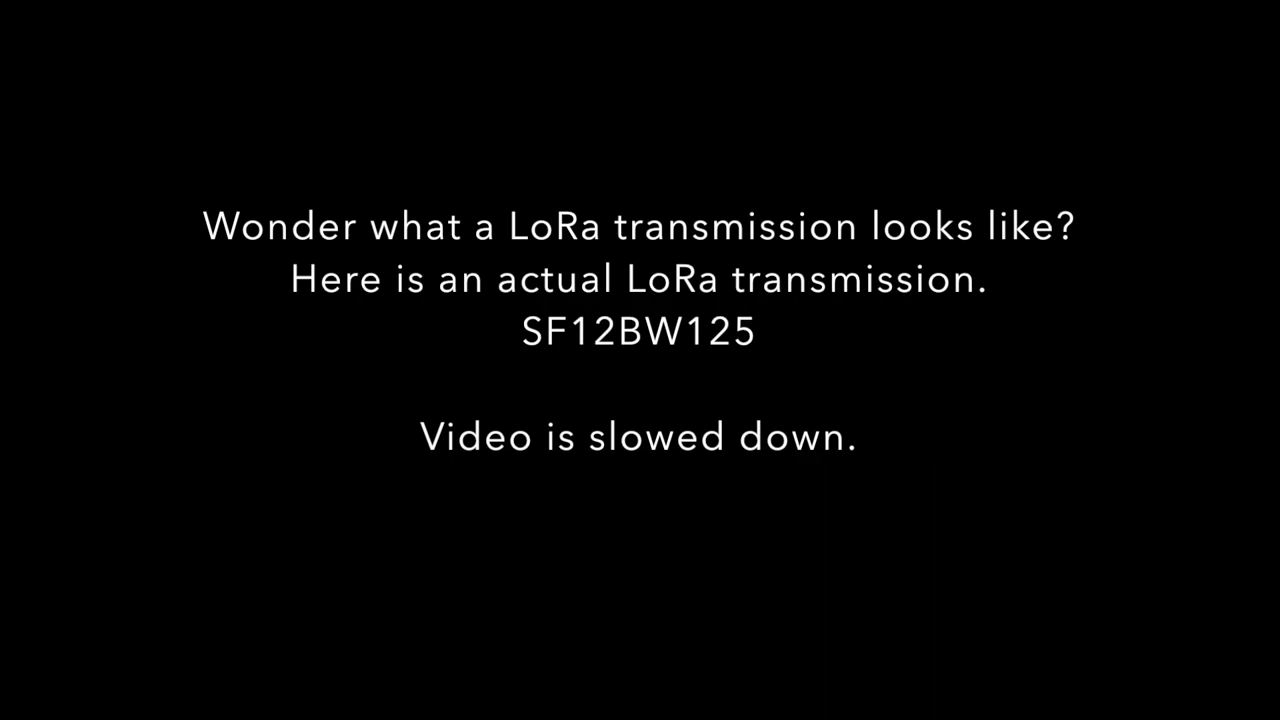 Wonder what a LoRa transmission looks like?
Here is an actual LoRa transmission.
SF12BW125
Video is slowed down.